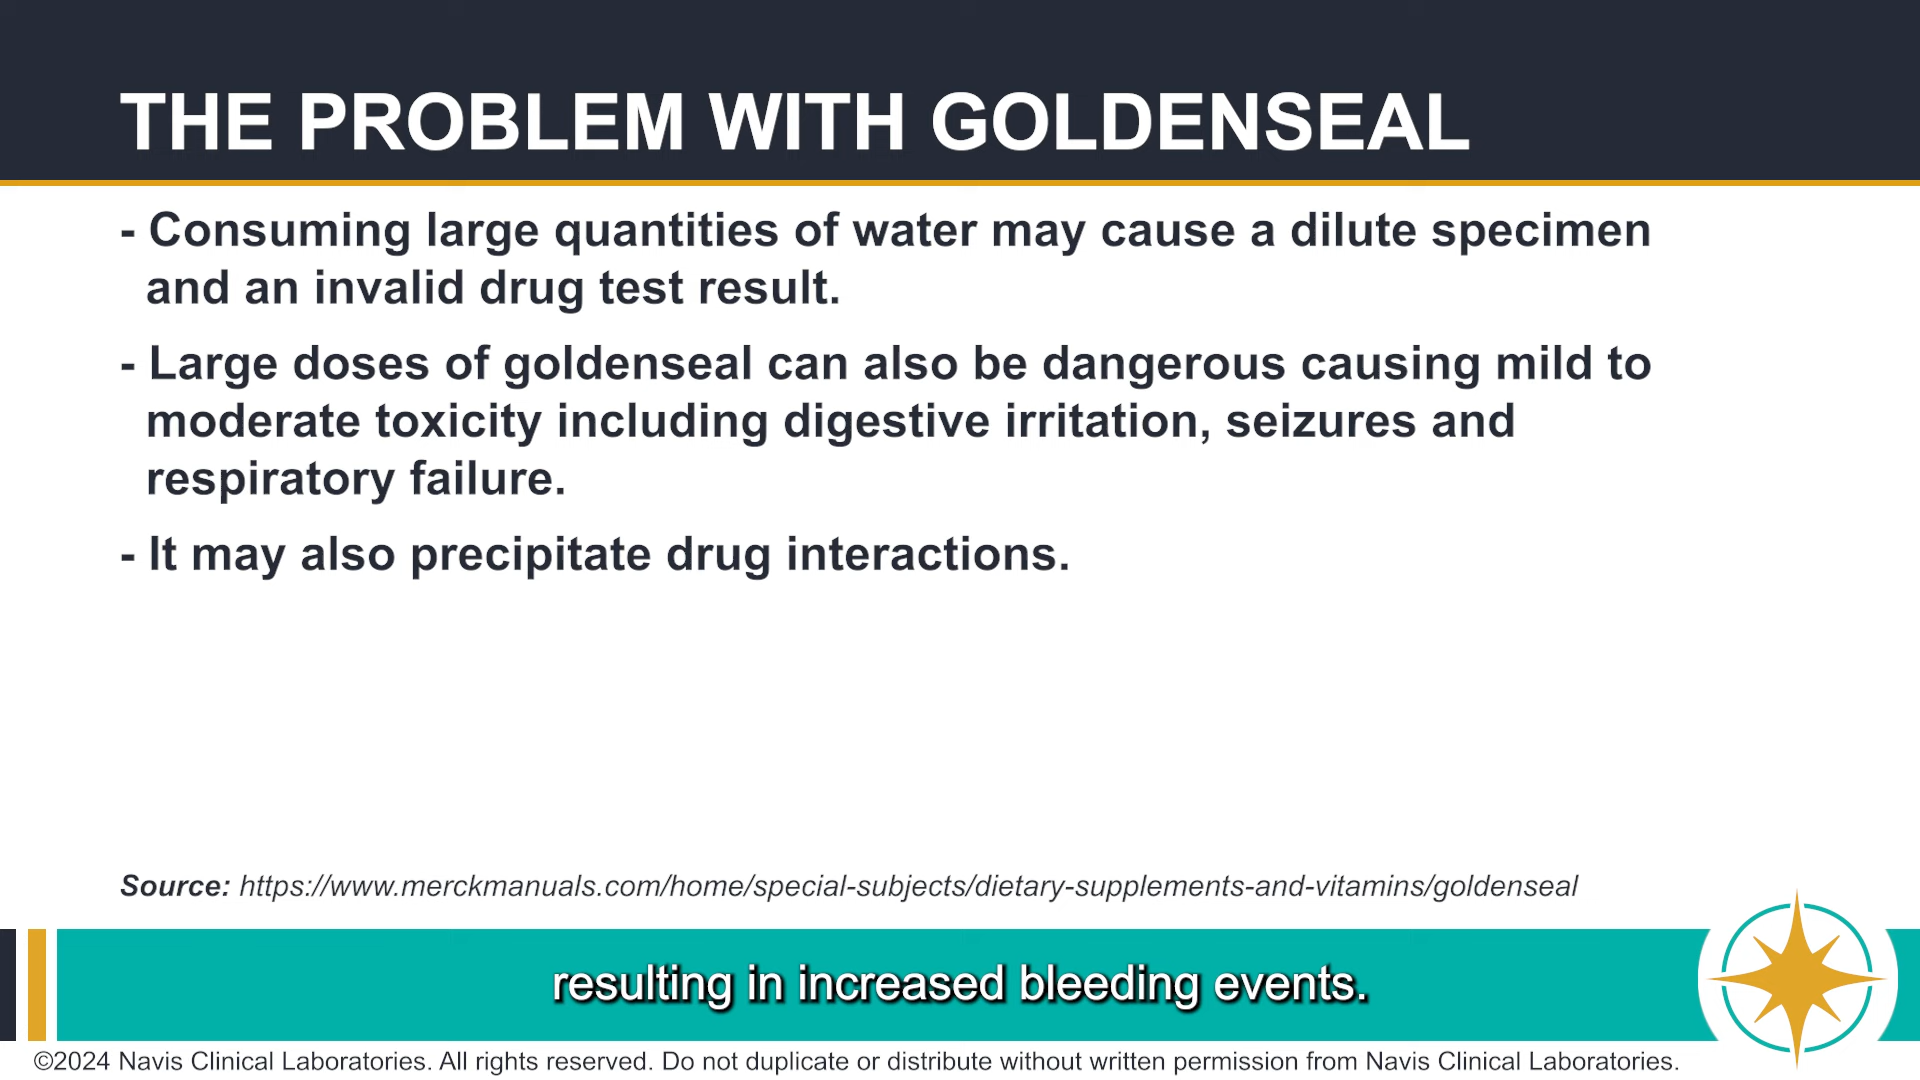 THE PROBLEM WITH GOLDENSEAL
- Consuming large quantities of water may cause a dilute specimen
and an invalid drug test result.
- Large doses of goldenseal can also be dangerous causing mild to
moderate toxicity including digestive irritation, seizures and
respiratory failure.
- It may also precipitate drug interactions.
Source: https://www.merckmanuals.com/home/special-subjects/dietary-supplements-and-vitamins/goldenseal
resulting in increased bleeding events.
©2024 Navis Clinical Laboratories. All rights reserved. Do not duplicate or distribute without written permission from Navis Clinical Laboratories.